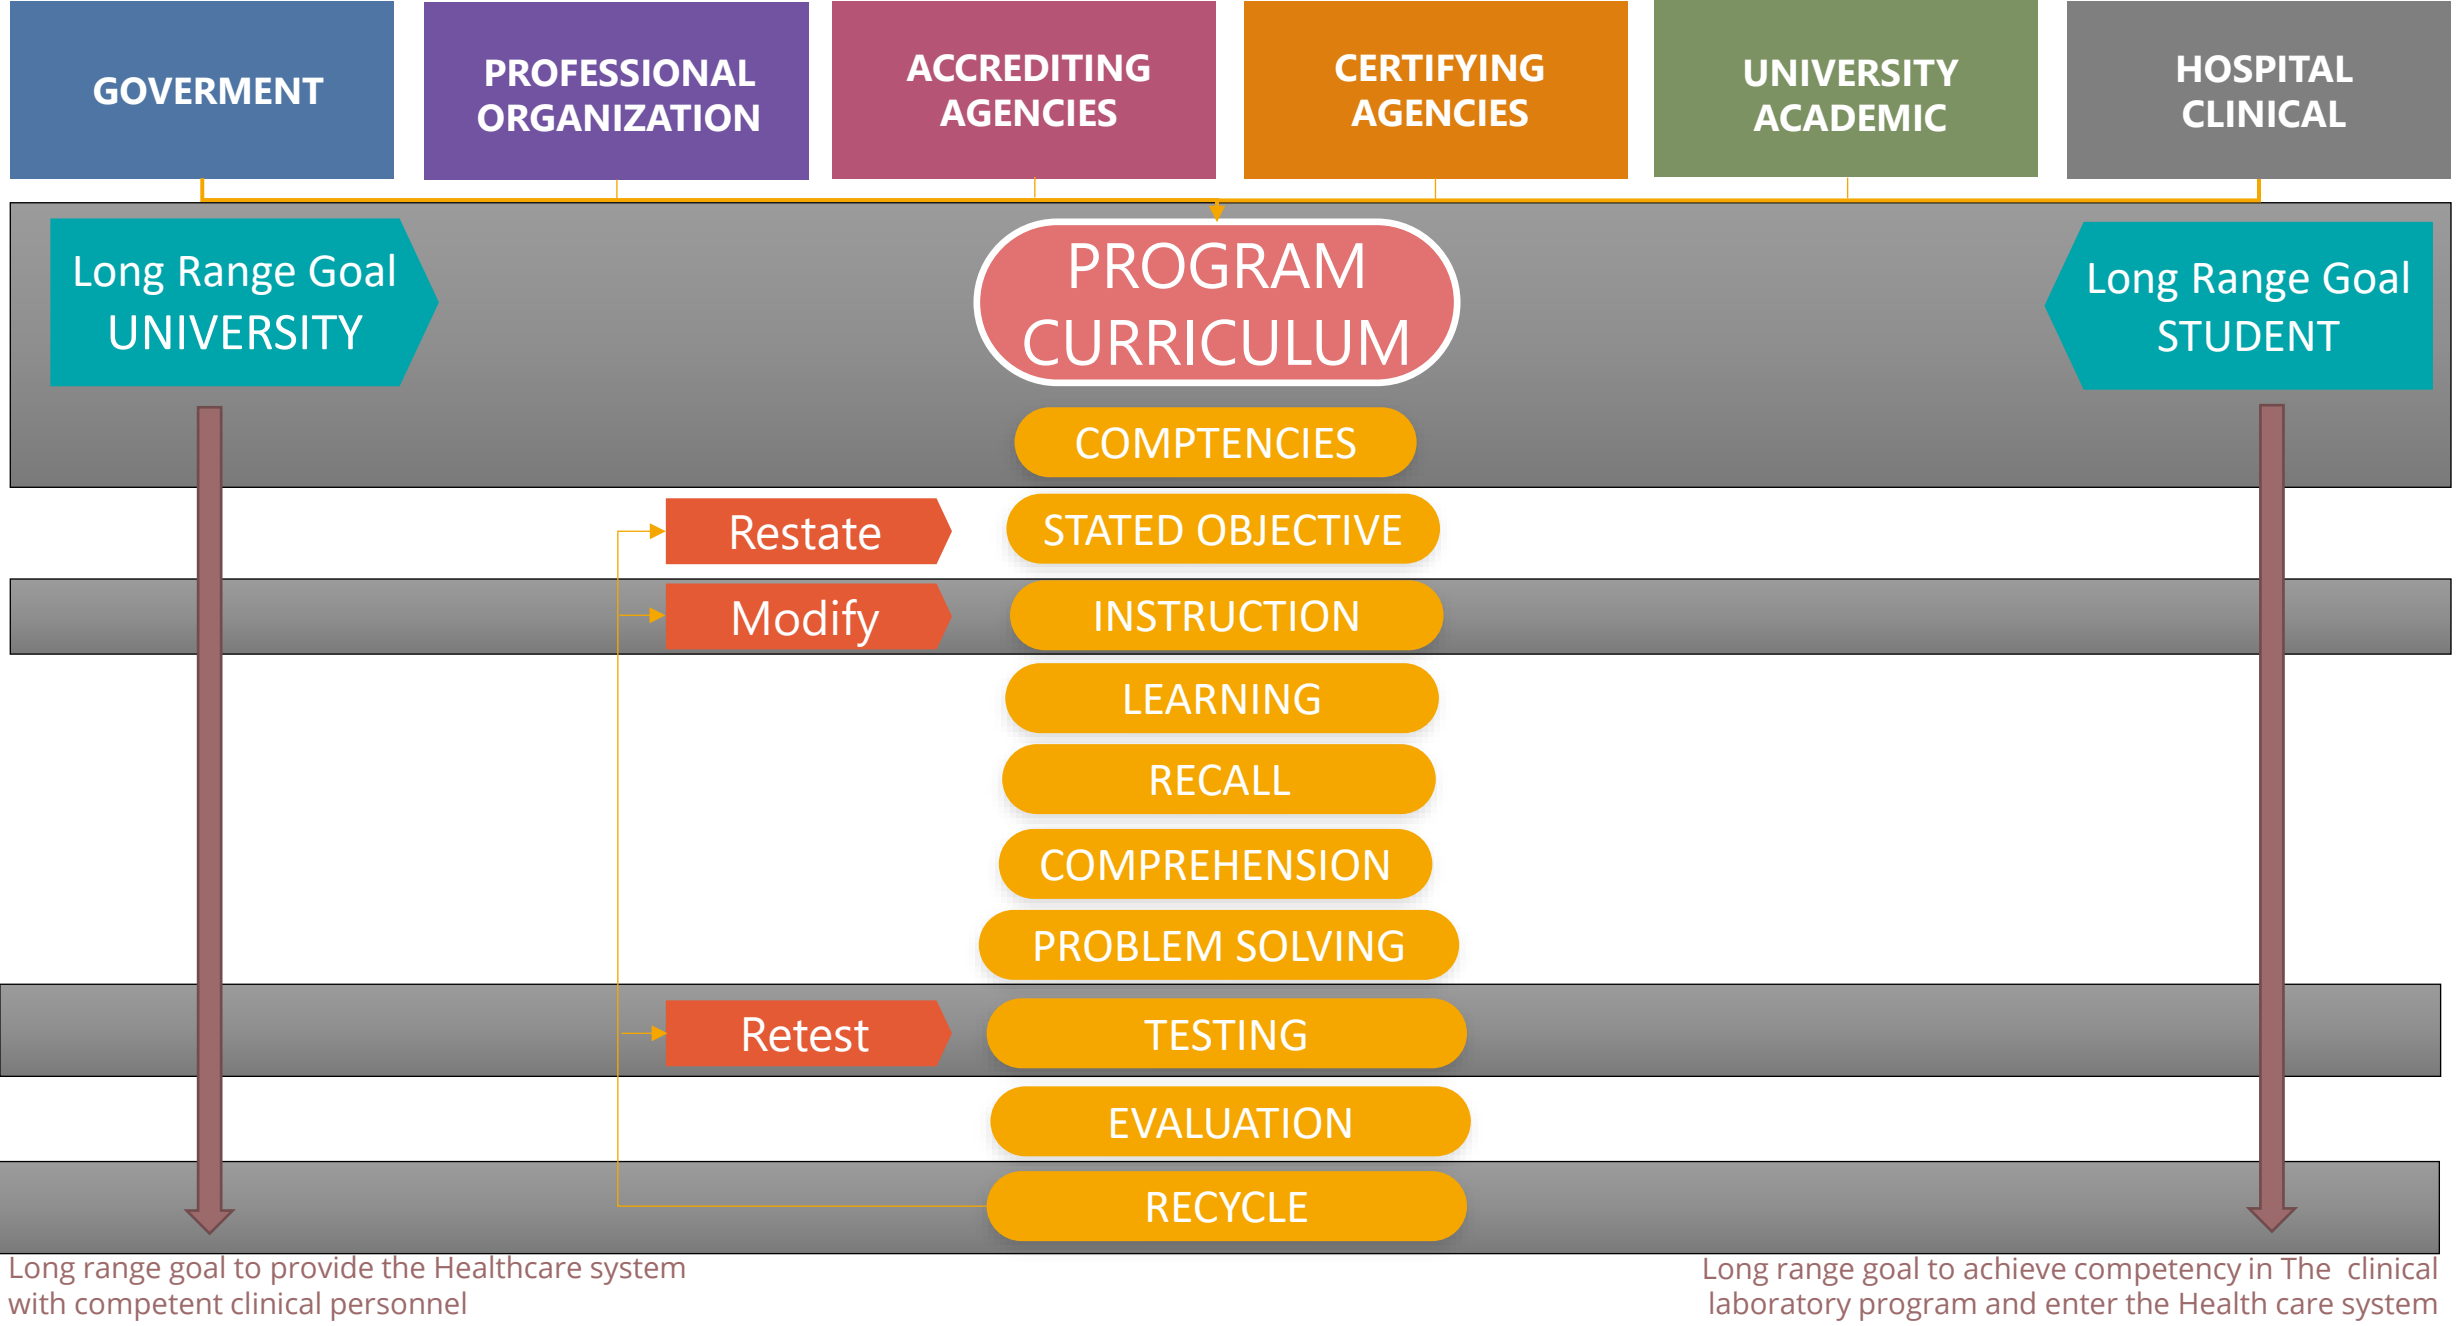 GOVERMENT
PROFESSIONAL
ORGANIZATION
ACCREDITING
AGENCIES
CERTIFYING
AGENCIES
UNIVERSITY
ACADEMIC
HOSPITAL
CLINICAL
Long Range Goal
UNIVERSITY
PROGRAM
CURRICULUM
Long Range Goal
STUDENT
COMPTENCIES
Restate
STATED OBJECTIVE
Modify
INSTRUCTION
LEARNING
RECALL
COMPREHENSION
PROBLEM SOLVING
Retest
TESTING
EVALUATION
RECYCLE
Long range goal to provide the Healthcare system
with competent clinical personnel
Long range goal to achieve competency in The clinical
laboratory program and enter the Health care system